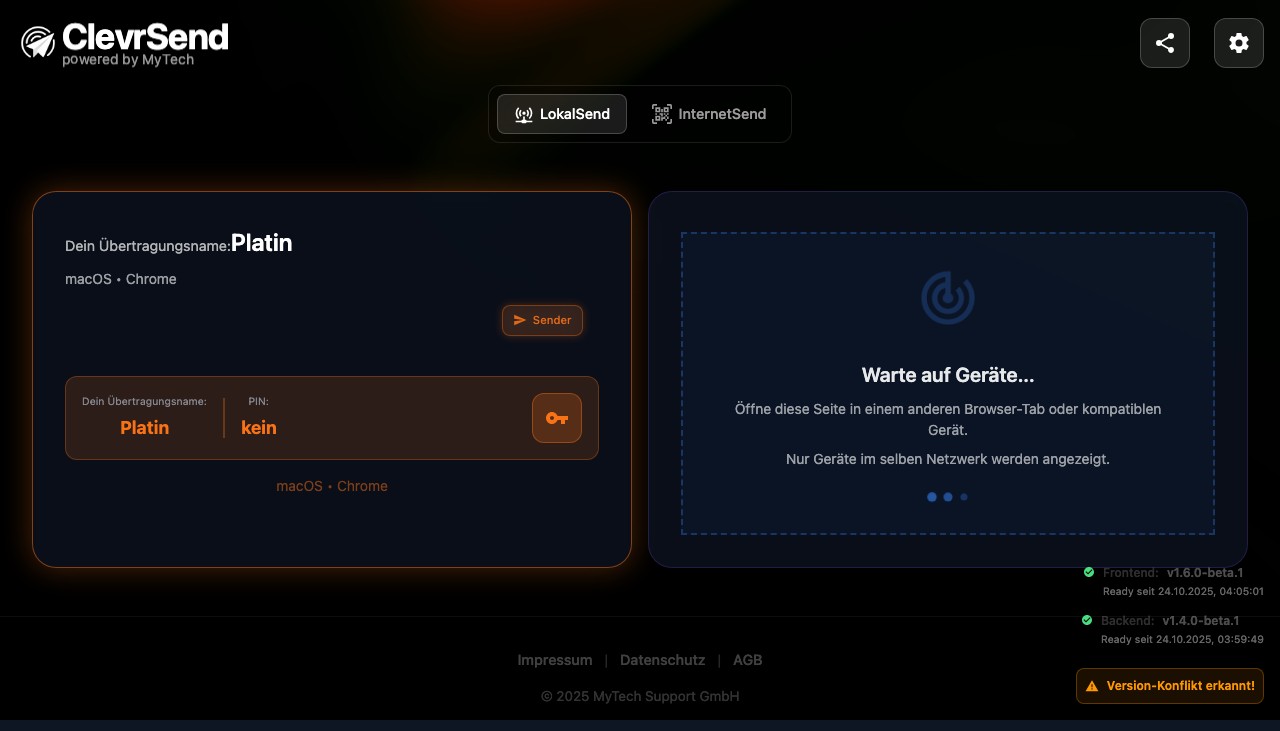 ClevrSend
powered by MyTech
LokalSend
InternetSend
Dein Übertragungsname:Platin
macOS • Chrome
Sender
Dein Übertragungsname:
Platin
PIN:
kein
macOS • Chrome
Warte auf Geräte...
Öffne diese Seite in einem anderen Browser-Tab oder kompatiblen
Gerät.
Nur Geräte im selben Netzwerk werden angezeigt.
Frontend: v1.6.0-beta.1
Ready seit 24.10.2025, 04:05:01
Backend: v1.4.0-beta.1
Ready seit 24.10.2025, 03:59:49
Version-Konflikt erkannt!
Impressum | Datenschutz | AGB
© 2025 MyTech Support GmbH